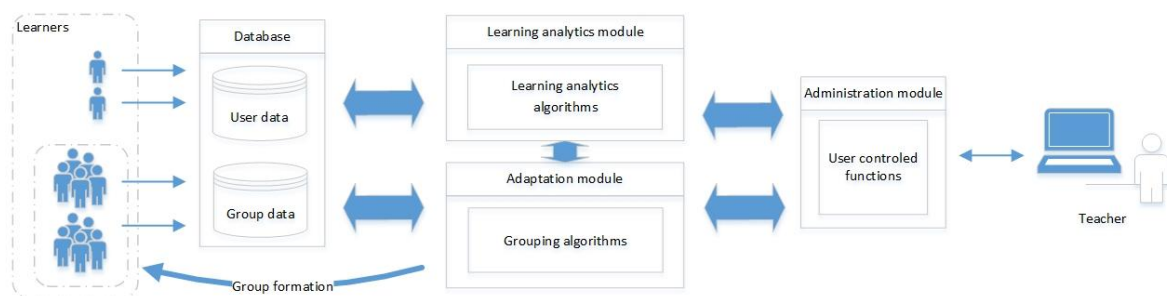 Learners
Database
User data
Group data
Learning analytics module
Learning analytics
algorithms
Adaptation module
Grouping algorithms
Administration module
User controled
functions
Teacher
Group formation